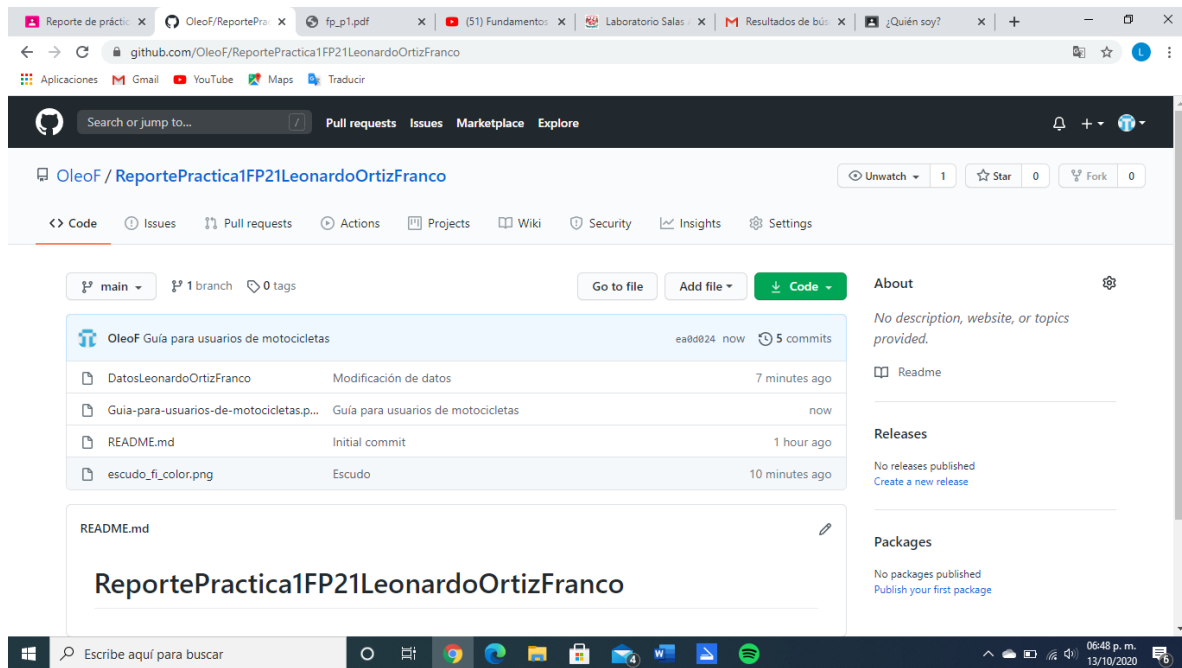 Reporte de práctic
OleoF/ReportePrac
fp_p1.pdf
(51) Fundamentos
Laboratorio Salas
Resultados de bús
¿Quién soy?
github.com/OleoF/ReportePractica1FP21LeonardoOrtizFranco
L
Aplicaciones Gmail YouTube Maps Traducir
Search or jump to... /
Pull requests Issues Marketplace Explore
OleoF / ReportePractica1FP21LeonardoOrtizFranco
Unwatch 1 Star 0 Fork 0
Code Issues Pull requests Actions Projects Wiki Security Insights Settings
main 1 branch 0 tags
Go to file Add file Code
OleoF Guía para usuarios de motocicletas ea0d024 now 5 commits
DatosLeonardoOrtizFranco Modificación de datos 7 minutes ago
Guia-para-usuarios-de-motocicletas.p... Guía para usuarios de motocicletas now
README.md Initial commit 1 hour ago
escudo_fi_color.png Escudo 10 minutes ago
README.md
ReportePractica1FP21LeonardoOrtizFranco
About
No description, website, or topics
provided.
Readme
Releases
No releases published
Create a new release
Packages
No packages published
Publish your first package
Escribe aquí para buscar
4
06:48 p. m.
13/10/2020
6